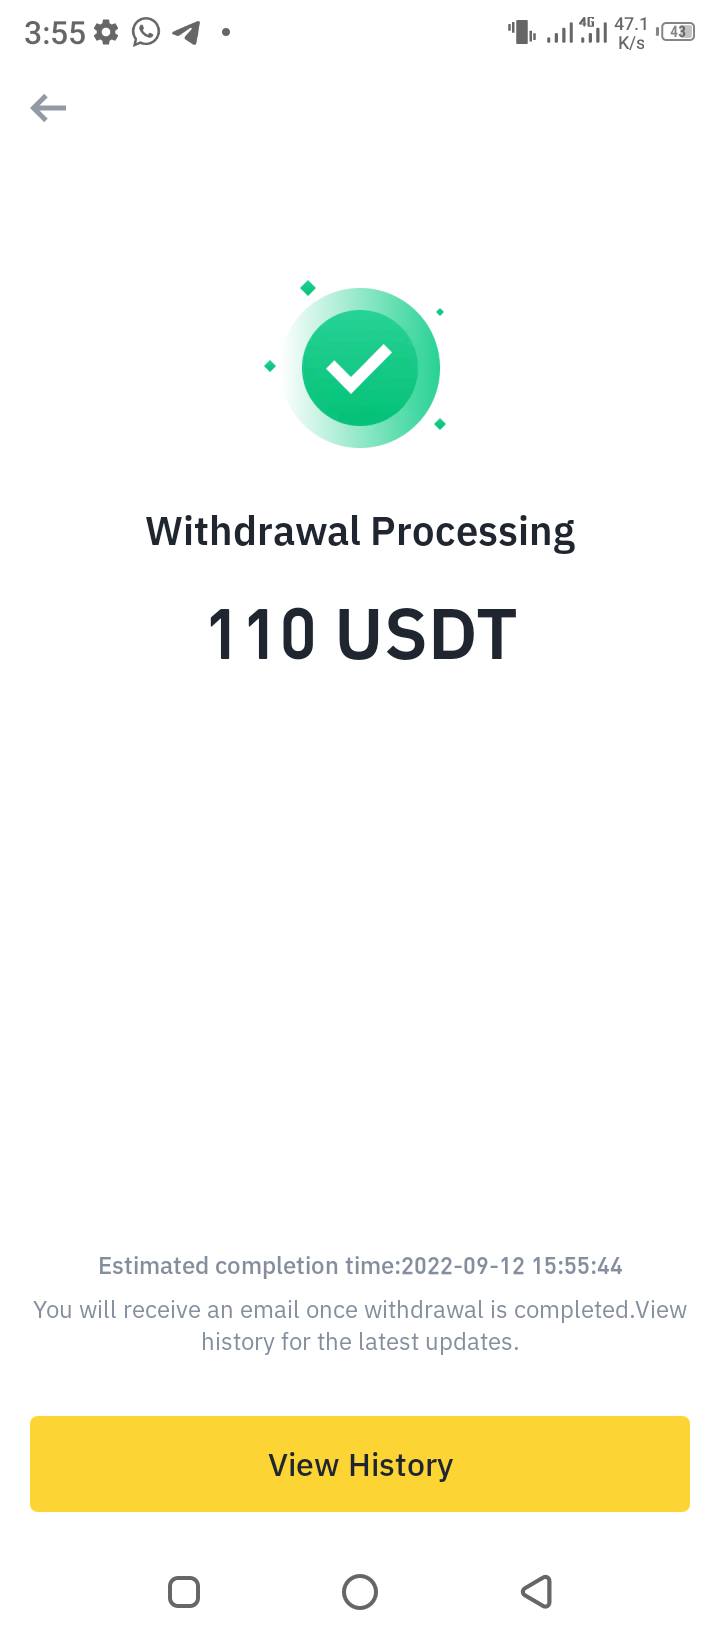 3:55
4G 47.1 K/s 43
Withdrawal Processing
110 USDT
Estimated completion time:2022-09-12 15:55:44
You will receive an email once withdrawal is completed.View
history for the latest updates.
View History